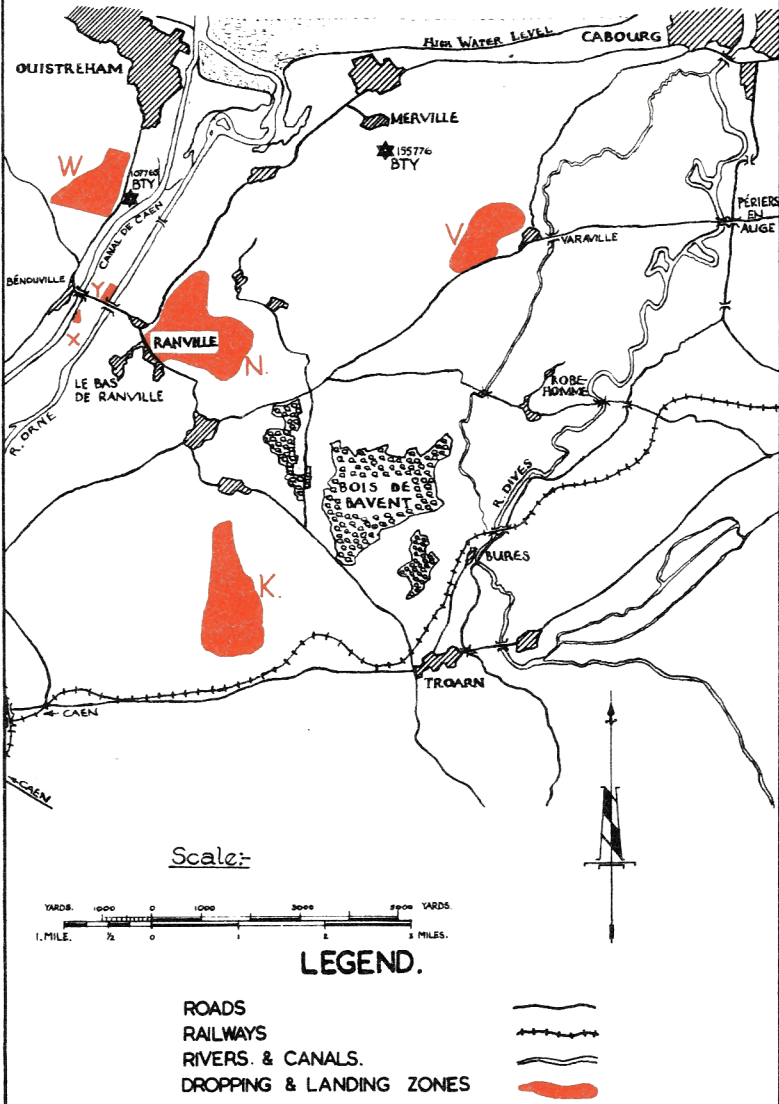 HIGH WATER LEVEL
CABOURG
OUISTREHAM
MERVILLE
155776
BTY
W
107765
BTY
CANAL DE CAEN
V
VARAVILLE
PÉRIERS
EN
AUGE
BÉNOUVILLE
Y
X
RANVILLE
N.
LE BAS
DE RANVILLE
ROBE-
HOMME
R. ORNE
BOIS DE
BAVENT
R. DIVES
BURES
K.
TROARN
← CAEN
← CAEN
Scale:-
YARDS. 1000 0 1000 3000 5000 YARDS.
1. MILE. ½ 0 1 2 3 MILES.
LEGEND.
ROADS
RAILWAYS
RIVERS. & CANALS.
DROPPING & LANDING ZONES